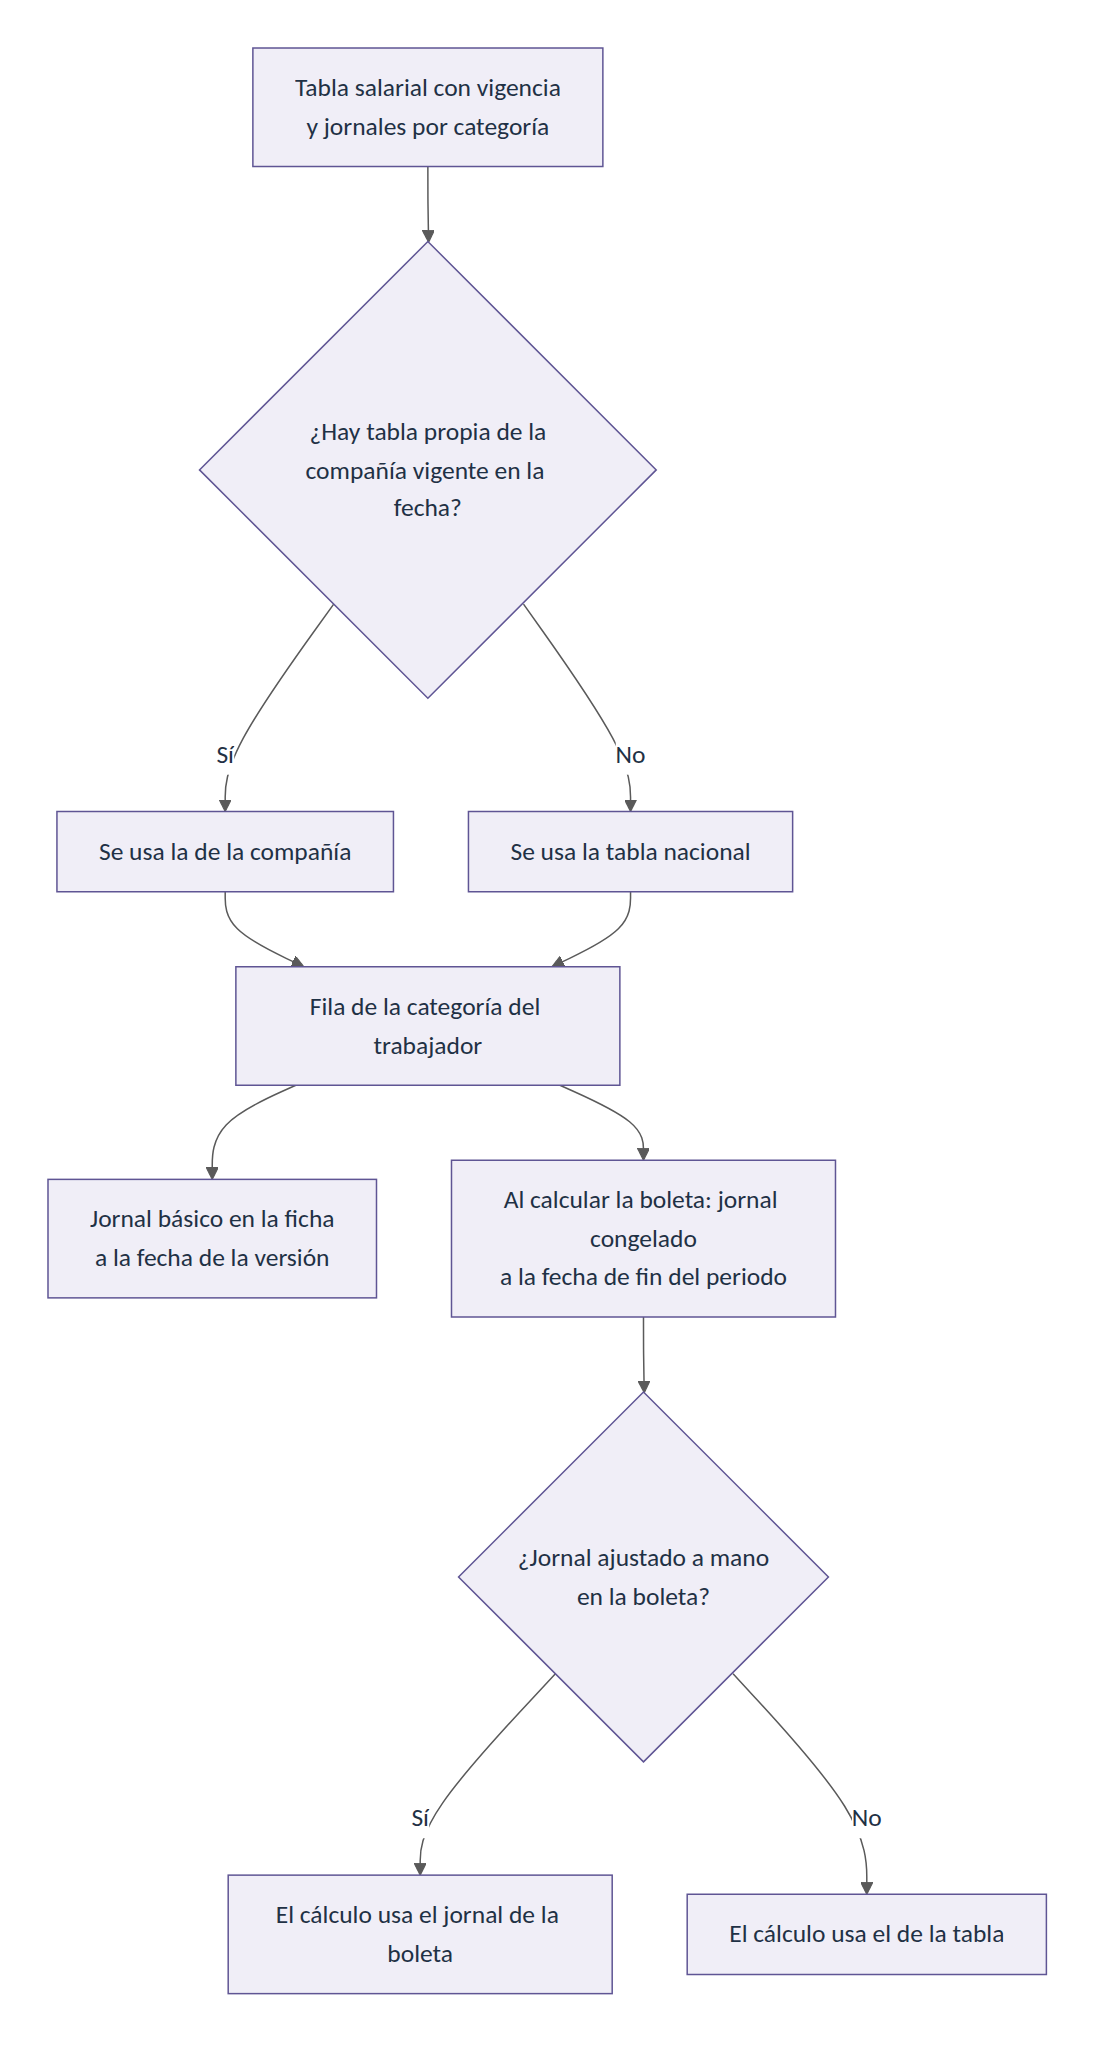 Tabla salarial con vigencia
y jornales por categoría
¿Hay tabla propia de la
compañía vigente en la
fecha?
Sí
No
Se usa la de la compañía
Se usa la tabla nacional
Fila de la categoría del
trabajador
Jornal básico en la ficha
a la fecha de la versión
Al calcular la boleta: jornal
congelado
a la fecha de fin del periodo
¿Jornal ajustado a mano
en la boleta?
Sí
No
El cálculo usa el jornal de la
boleta
El cálculo usa el de la tabla